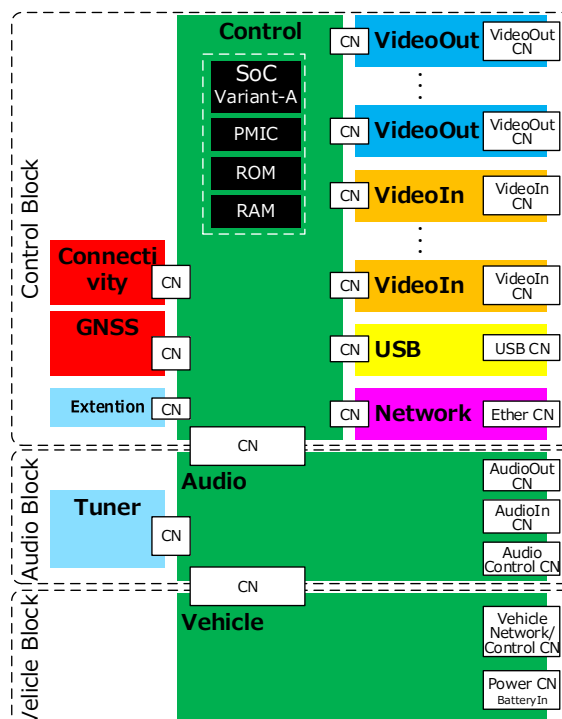 Control Block
Control
SoC
Variant-A
PMIC
ROM
RAM
CN
VideoOut
VideoOut
CN
CN
VideoOut
VideoOut
CN
CN
VideoIn
VideoIn
CN
CN
VideoIn
VideoIn
CN
CN
USB
USB CN
CN
Network
Ether CN
Connecti
vity
CN
GNSS
CN
Extention
CN
CN
Audio Block
Audio
Tuner
CN
AudioOut
CN
AudioIn
CN
Audio
Control CN
CN
Velicle Block
Vehicle
Vehicle
Network/
Control CN
Power CN
BatteryIn